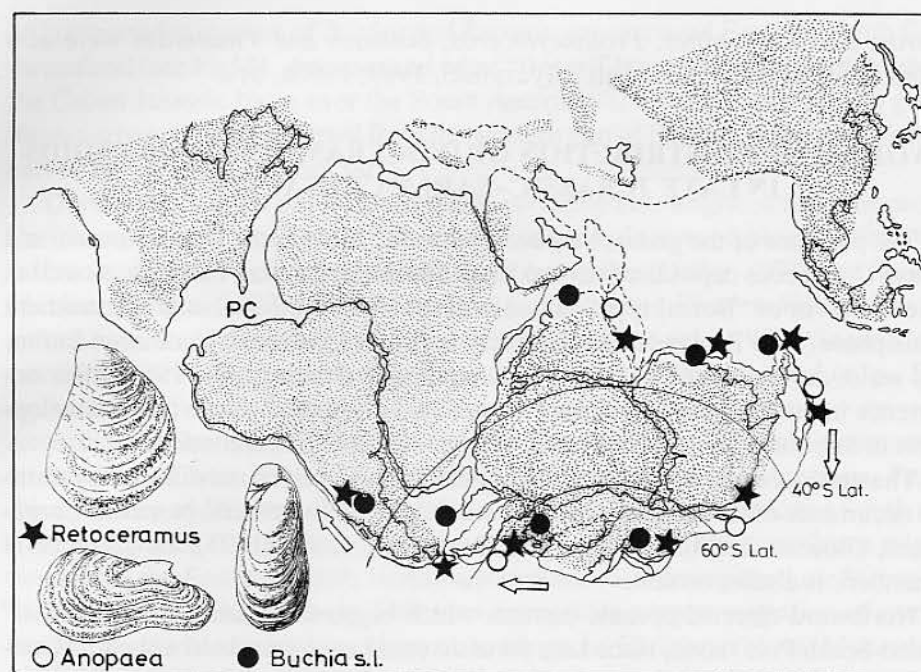 PC
40° S Lat.
60° S Lat.
Retoceramus
Anopaea
Buchia s.l.